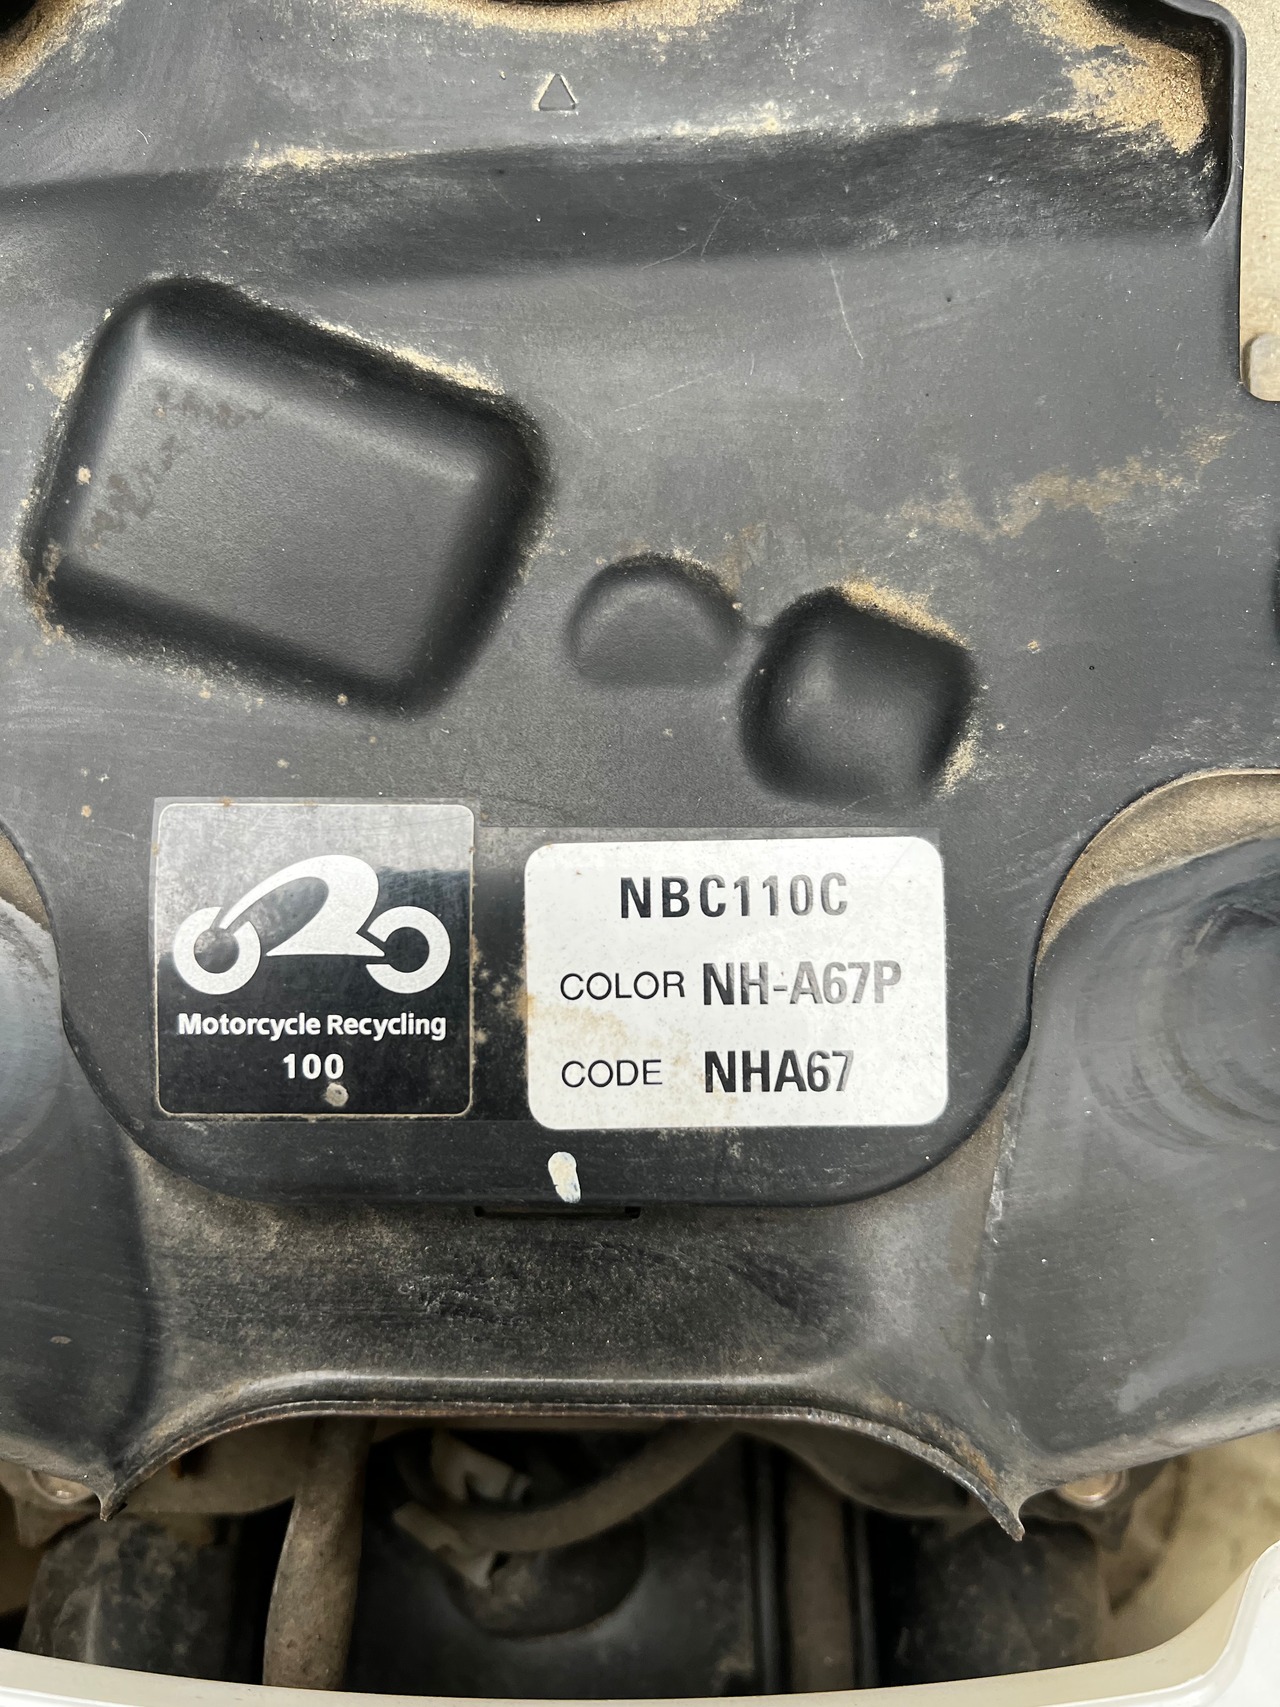 Motorcycle Recycling
100
NBC110C
COLOR NH-A67P
CODE NHA67